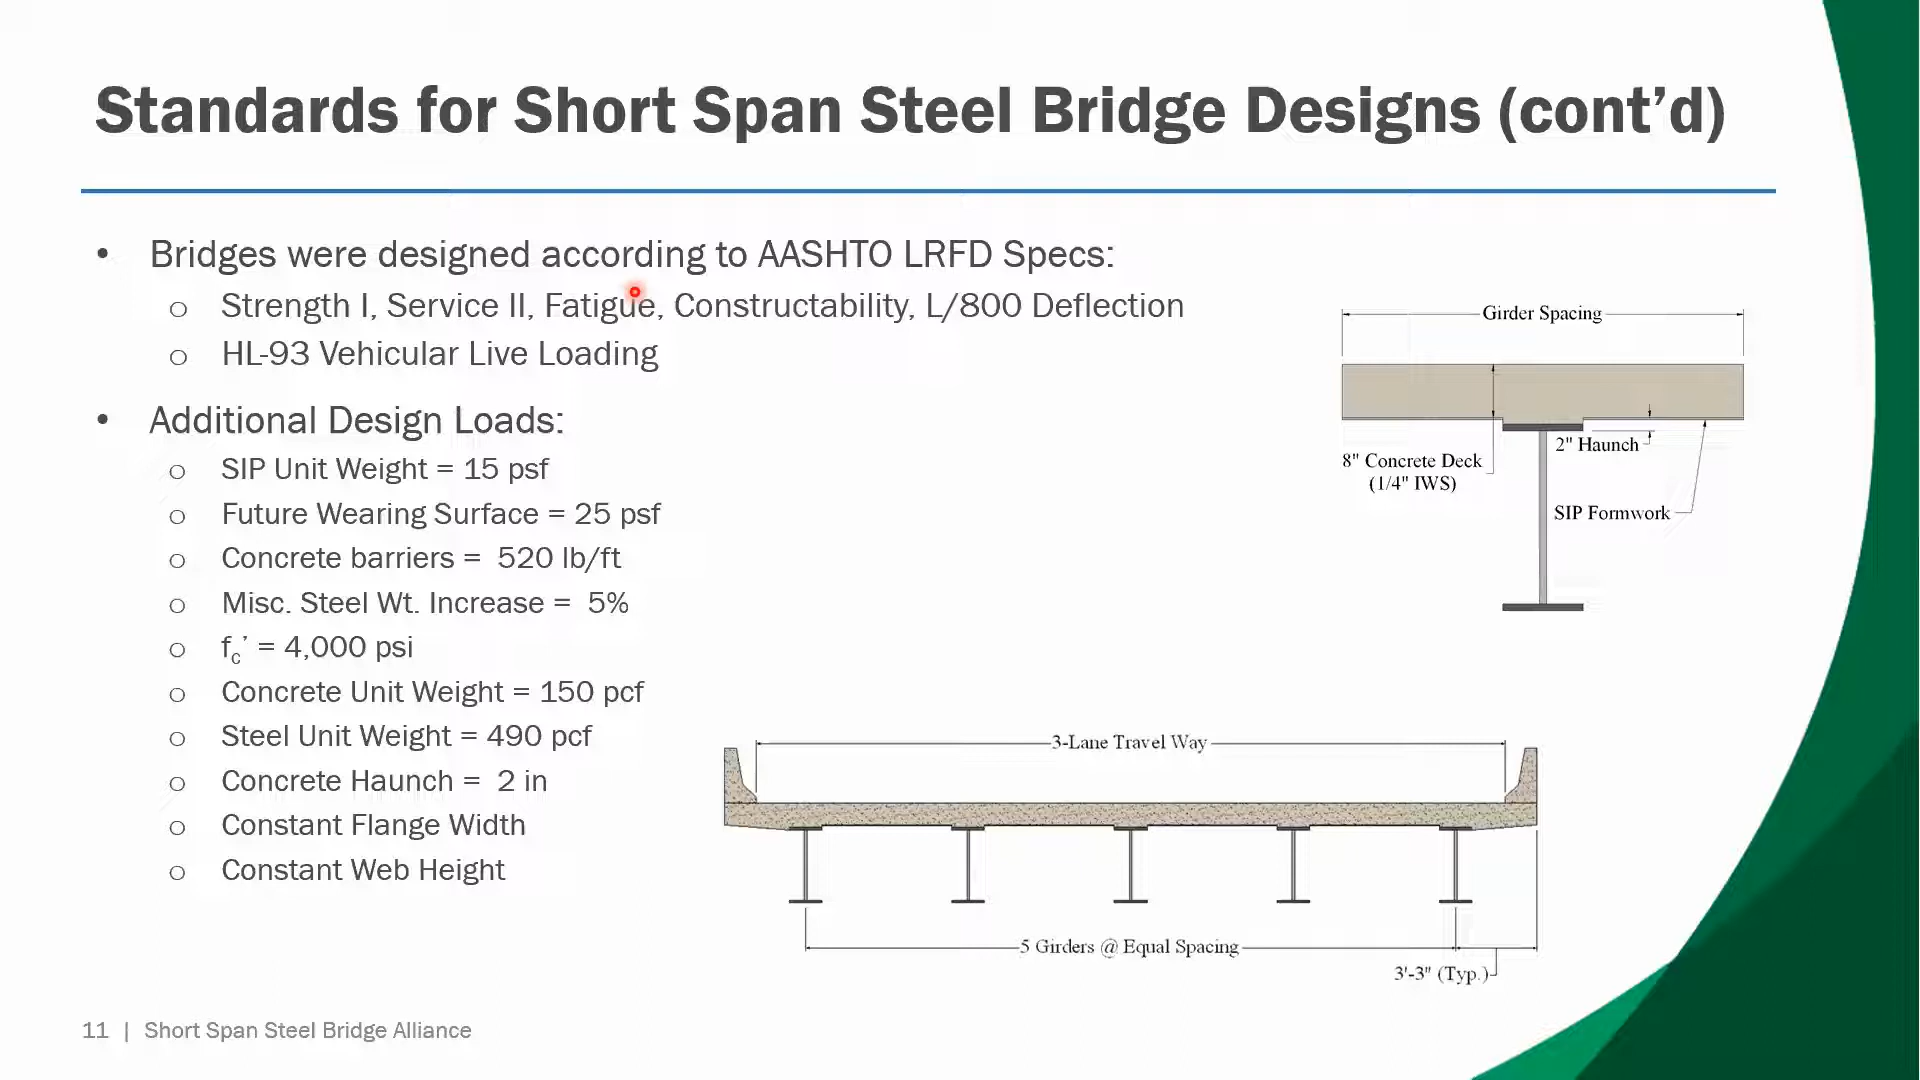 Standards for Short Span Steel Bridge Designs (cont’d)
• Bridges were designed according to AASHTO LRFD Specs:
o Strength I, Service II, Fatigue, Constructability, L/800 Deflection
o HL-93 Vehicular Live Loading
• Additional Design Loads:
o SIP Unit Weight = 15 psf
o Future Wearing Surface = 25 psf
o Concrete barriers = 520 lb/ft
o Misc. Steel Wt. Increase = 5%
o fc’ = 4,000 psi
o Concrete Unit Weight = 150 pcf
o Steel Unit Weight = 490 pcf
o Concrete Haunch = 2 in
o Constant Flange Width
o Constant Web Height
Girder Spacing
2" Haunch
8" Concrete Deck
(1/4" IWS)
SIP Formwork
3-Lane Travel Way
5 Girders @ Equal Spacing
3'-3" (Typ.)
11 | Short Span Steel Bridge Alliance